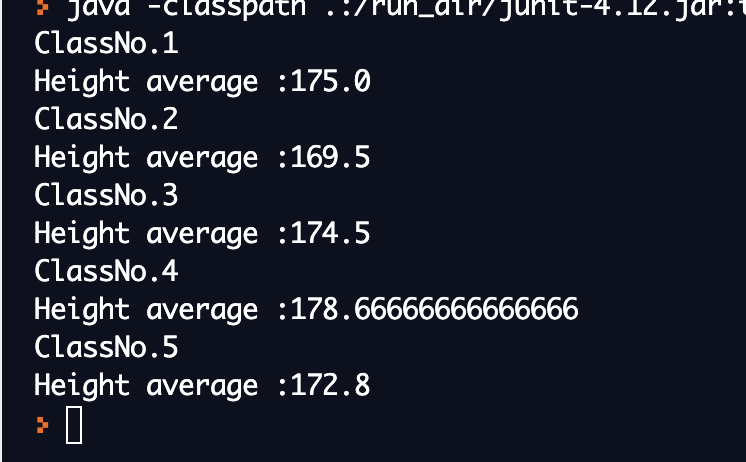 java -classpath .:/run_dir/junit-4.12.jar:
ClassNo.1
Height average :175.0
ClassNo.2
Height average :169.5
ClassNo.3
Height average :174.5
ClassNo.4
Height average :178.66666666666666
ClassNo.5
Height average :172.8